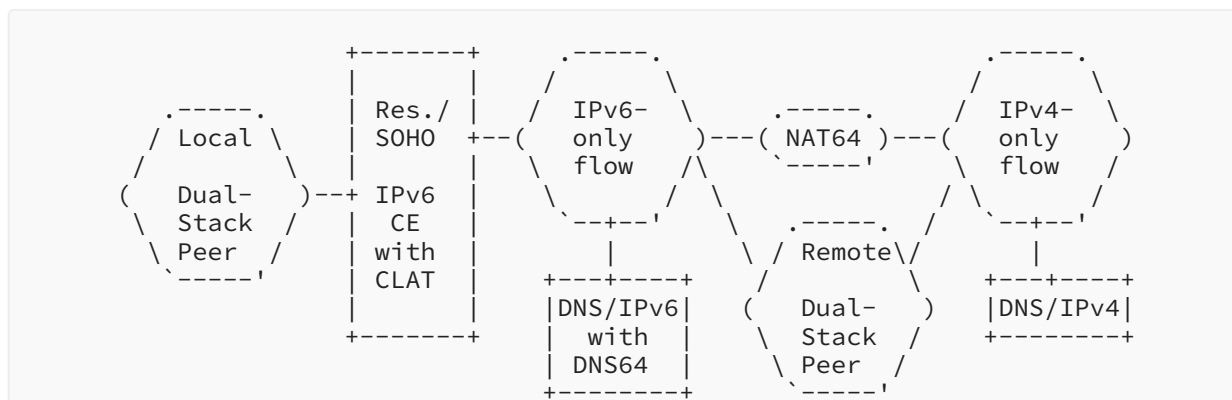 Res./ IPv6- IPv4-
Local SOHO only NAT64 only
flow flow
Dual- IPv6
Stack CE
Peer with Remote
CLAT
DNS/IPv6 Dual- DNS/IPv4
with Stack
DNS64 Peer